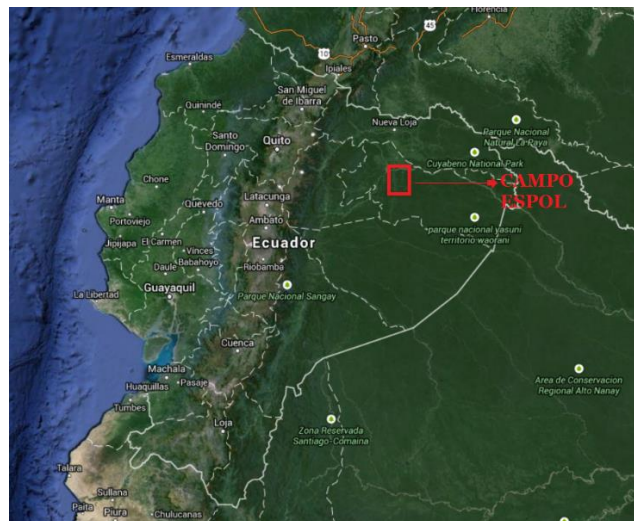 Florencia
45
Pasto
10
Esmeraldas
Ipiales
San Miguel
de Ibarra
Quinindé
Nueva Loja
Parque Nacional
Natural La Paya
Santo
Domingo
Quito
Cuyabeno National Park
CAMPO
ESPOL
Chone
Latacunga
Manta
Quevedo
Portoviejo
Ambato
parque nacional yasuni
territorio waorani
Jipijapa
El Carmen
Ecuador
Vinces
Babahoyo
Daule
Riobamba
La Libertad
Guayaquil
Parque Nacional Sangay
Cuenca
Machala
Huaquillas
Pasaje
Area de Conservacion
Regional Alto Nanay
Tumbes
Loja
Zona Reservada
Santiago-Comaina
Talara
Sullana
Paita
Piura
Chulucanas